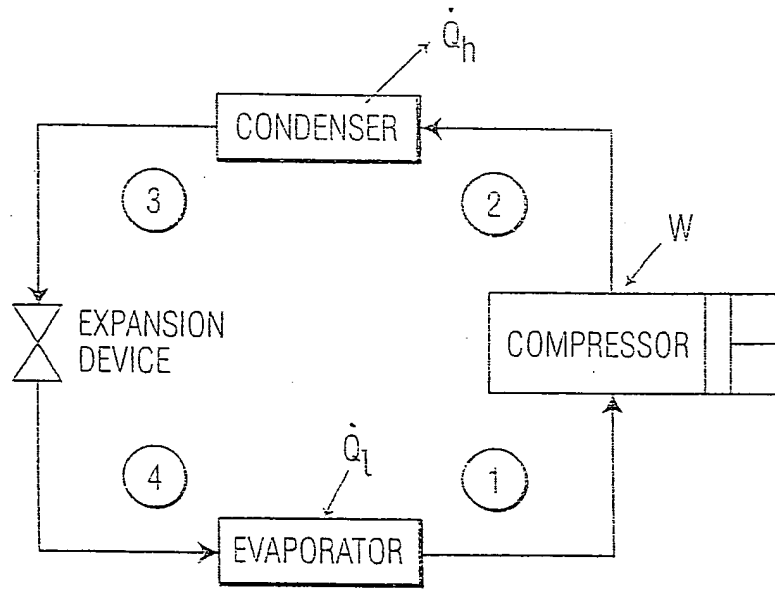 Q̇h
CONDENSER
3
2
W
EXPANSION
DEVICE
COMPRESSOR
4
Q̇l
1
EVAPORATOR